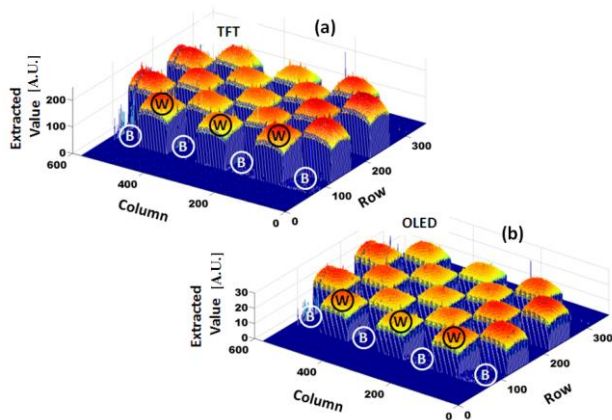 (a)
TFT
Extracted
Value [A.U.]
200
100
0
600
400
200
0
Column
0
100
200
300
Row
W
W
W
B
B
B
B
(b)
OLED
Extracted
Value [A.U.]
30
20
10
0
600
400
200
0
Column
0
100
200
300
Row
W
W
W
B
B
B
B